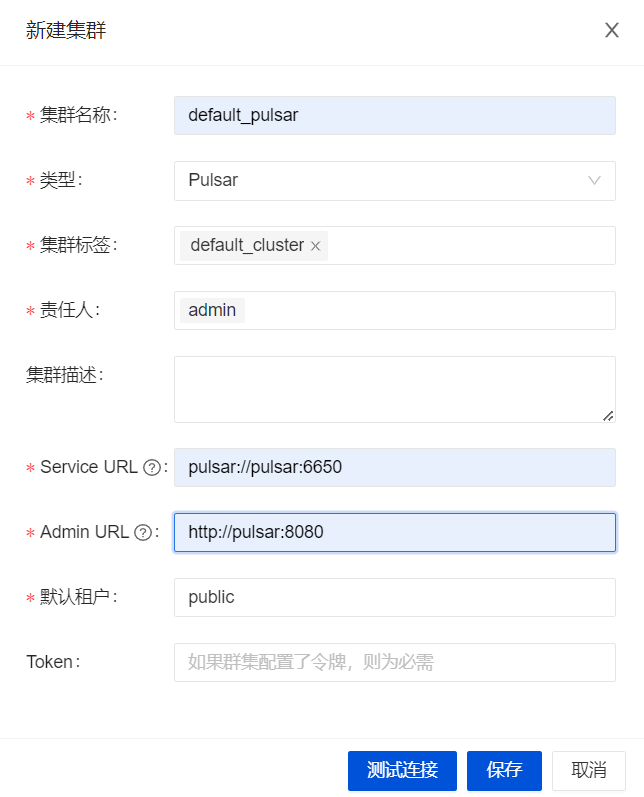 新建集群
* 集群名称: default_pulsar
* 类型: Pulsar
* 集群标签: default_cluster ×
* 责任人: admin
集群描述:
* Service URL ?: pulsar://pulsar:6650
* Admin URL ?: http://pulsar:8080
* 默认租户: public
Token: 如果群集配置了令牌，则为必需
测试连接 保存 取消